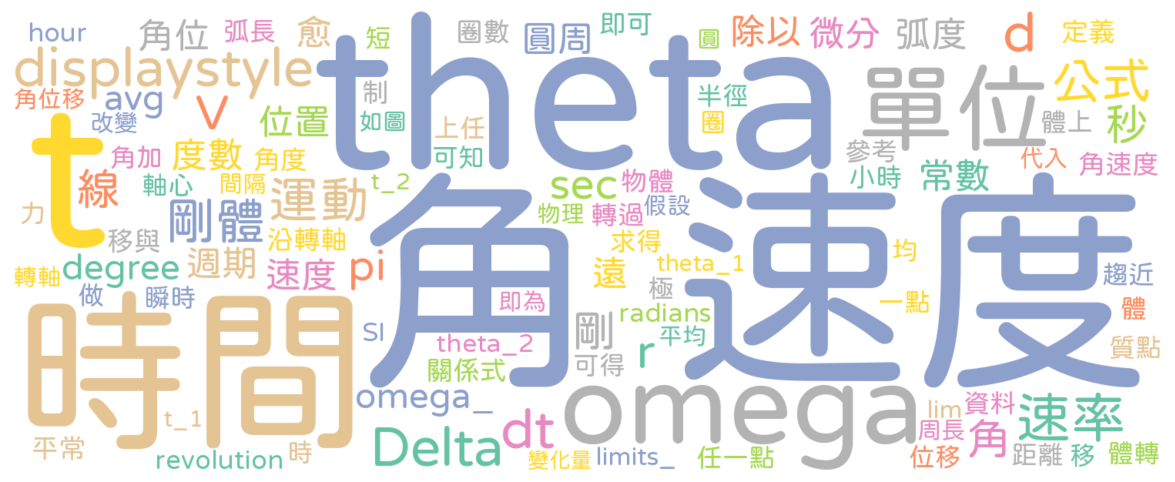 hour
角位
弧長
愈
短
圈數
即可
圓周
圓
除以
微分
弧度
d
定義
displaystyle
theta
角位移
avg
V
改變
位置
制
如圖
上任
半徑
圈
單位
公式
體上
秒
t
線
角加
度數
角度
可知
軸心
間隔
t_2
參考
小時
常數
代入
角速度
力
移與
剛體
運動
沿轉軸
sec
物體
物理
轉過
假設
求得
角速度
均
趨近
轉軸
degree
週期
速度
pi
遠
theta_1
極
一點
做
瞬時
即為
SI
radians
體
時間
theta_2
剛
r
平均
可得
質點
關係式
omega_
omega
t_1
lim
資料
速率
平常
時
Delta
dt
周長
角
revolution
變化量
limits_
任一點
位移
距離
移
體轉